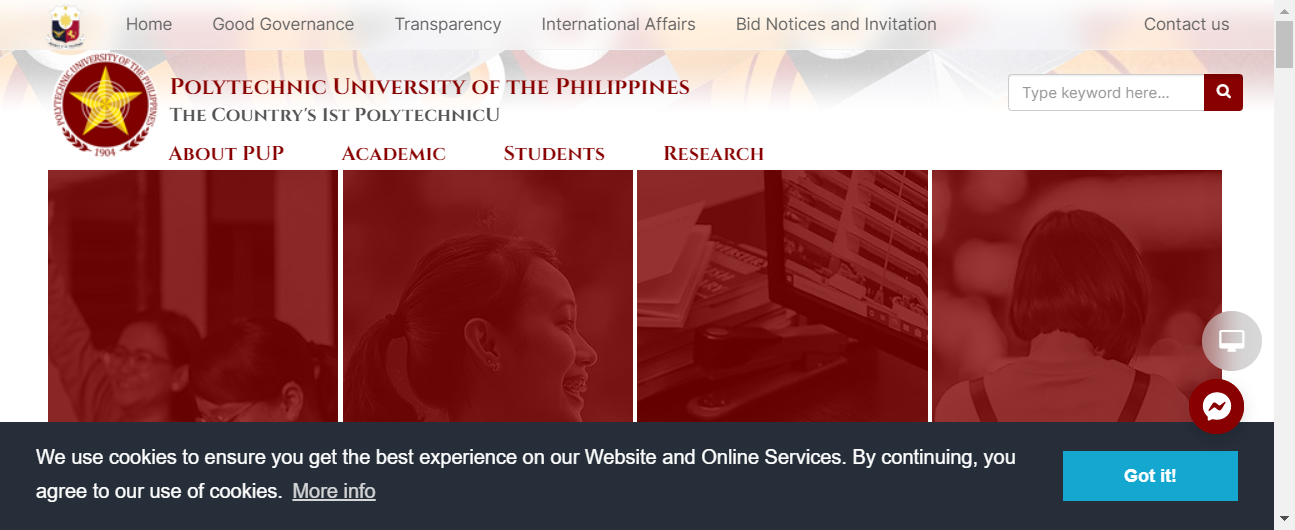 Home Good Governance Transparency International Affairs Bid Notices and Invitation Contact us
POLYTECHNIC UNIVERSITY OF THE PHILIPPINES
1904
POLYTECHNIC UNIVERSITY OF THE PHILIPPINES
THE COUNTRY'S 1ST POLYTECHNICU
Type keyword here...
ABOUT PUP ACADEMIC STUDENTS RESEARCH
We use cookies to ensure you get the best experience on our Website and Online Services. By continuing, you
agree to our use of cookies. More info
Got it!